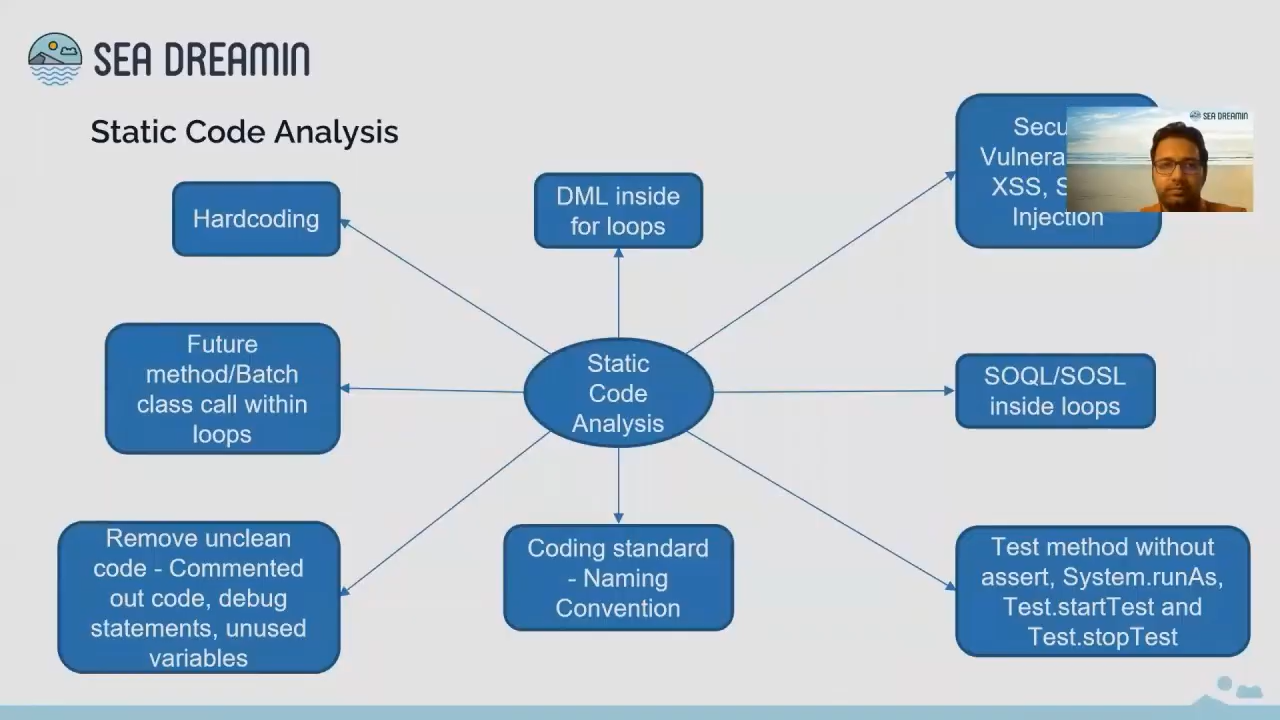 SEA DREAMIN
Static Code Analysis
Hardcoding
DML inside
for loops
XSS,
Injection
SEA DREAMIN
Future
method/Batch
class call within
loops
Static
Code
Analysis
SOQL/SOSL
inside loops
Remove unclean
code - Commented
out code, debug
statements, unused
variables
Coding standard
- Naming
Convention
Test method without
assert, System.runAs,
Test.startTest and
Test.stopTest